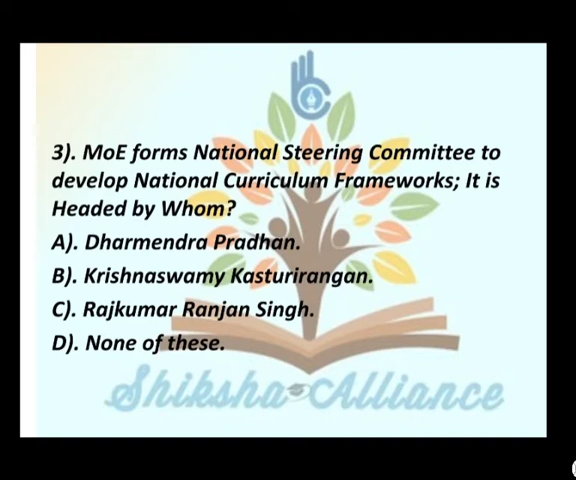 3). MoE forms National Steering Committee to
develop National Curriculum Frameworks; It is
Headed by Whom?
A). Dharmendra Pradhan.
B). Krishnaswamy Kasturirangan.
C). Rajkumar Ranjan Singh.
D). None of these.
Shiksha Alliance